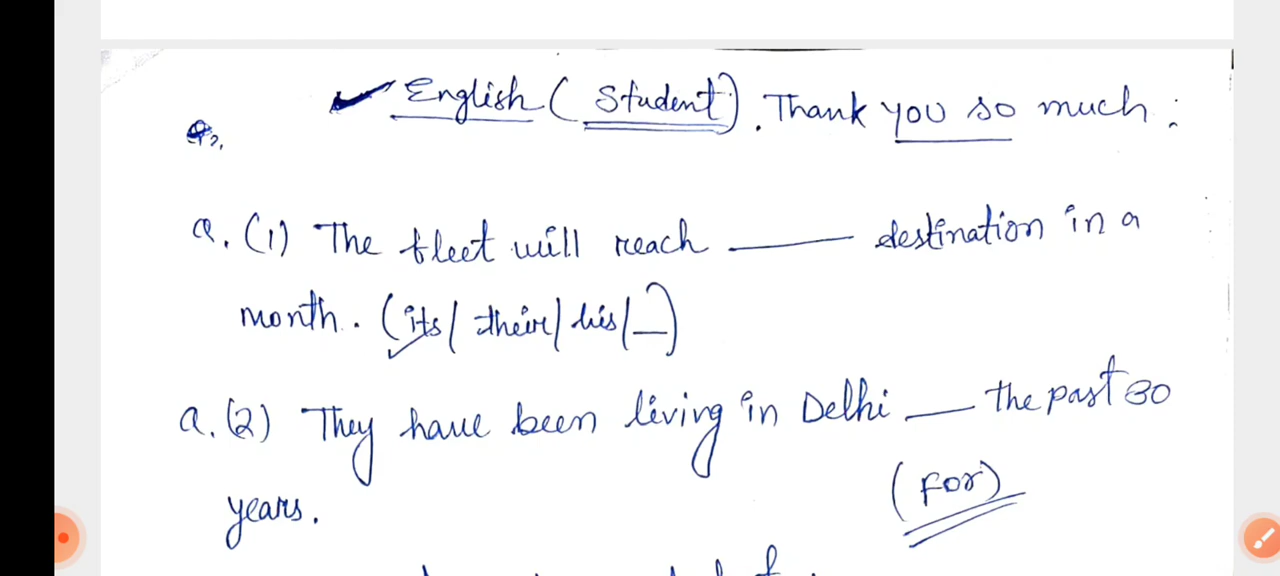 English (Student). Thank you so much :
Q. (1) The fleet will reach ____ destination in a
month. (its/ their/ his/ _)
Q. (2) They have been living in Delhi __ the past 30
years. (For)